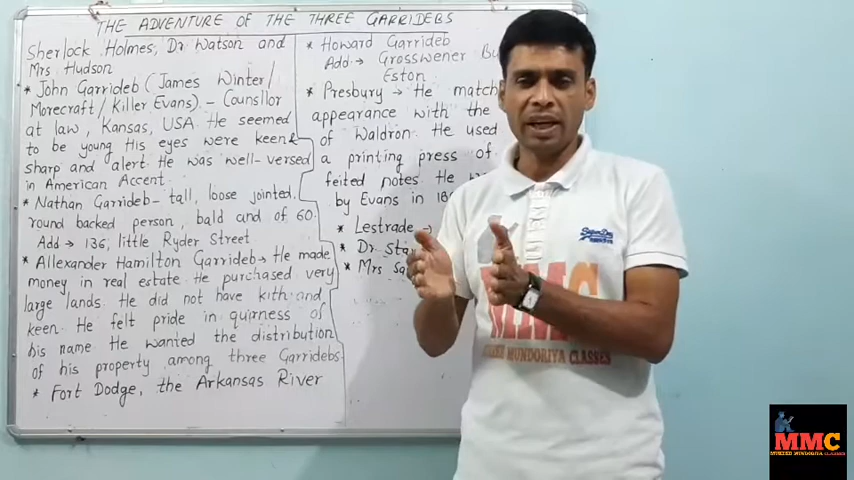 THE ADVENTURE OF THE THREE GARRIDEBS
Sherlock Holmes, Dr Watson and
Mrs. Hudson
* John Garrideb (James Winter/
Morecraft/Killer Evans) - Counsllor
at law, Kansas, USA. He seemed
to be young. His eyes were keen &
sharp and alert. He was well-versed
in American Accent.
* Nathan Garrideb - tall, loose jointed,
round backed person, bald and of 60.
Add → 136, little Ryder Street
* Allexander Hamilton Garrideb → He made
money in real estate. He purchased very
large lands. He did not have kith and
keen. He felt pride in quirness of
his name. He wanted the distribution
of his property among three Garridebs
* Fort Dodge, the Arkansas River
* Howard Garrideb
Add → Grosswener
Eston
* Presbury → He match
appearance with the
of Waldron. He used
a printing press of
feited notes. He
by Evans in 18
* Lestrade →
* Dr
* Mrs
SuperDry
MMC
MUKESH MUNDORIYA CLASSES
MMC
MUKESH MUNDORIYA CLASSES